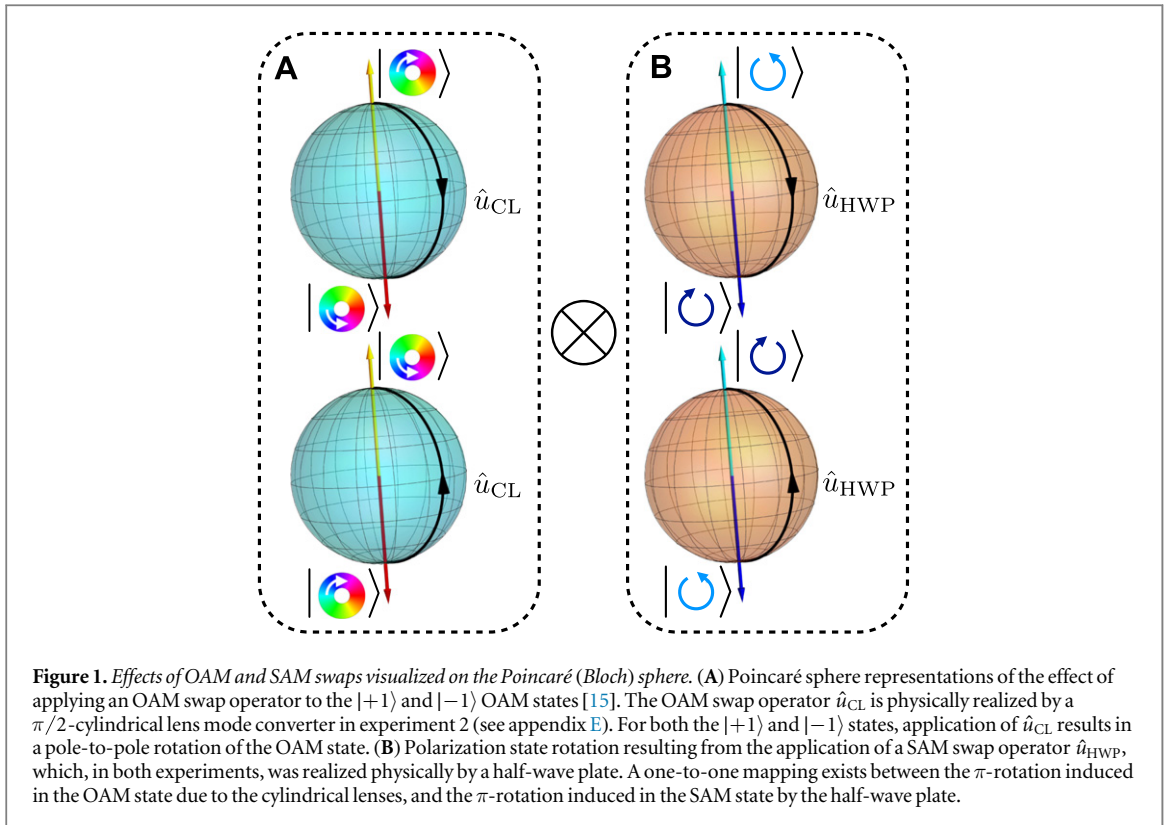 A
B
| ⟩
| ⟩
û_CL
û_HWP
| ⟩
| ⟩
| ⟩
| ⟩
û_CL
û_HWP
| ⟩
| ⟩
Figure 1. Effects of OAM and SAM swaps visualized on the Poincaré (Bloch) sphere. (A) Poincaré sphere representations of the effect of
applying an OAM swap operator to the |+1⟩ and |−1⟩ OAM states [15]. The OAM swap operator û_CL is physically realized by a
π/2-cylindrical lens mode converter in experiment 2 (see appendix E). For both the |+1⟩ and |−1⟩ states, application of û_CL results in
a pole-to-pole rotation of the OAM state. (B) Polarization state rotation resulting from the application of a SAM swap operator û_HWP,
which, in both experiments, was realized physically by a half-wave plate. A one-to-one mapping exists between the π-rotation induced
in the OAM state due to the cylindrical lenses, and the π-rotation induced in the SAM state by the half-wave plate.